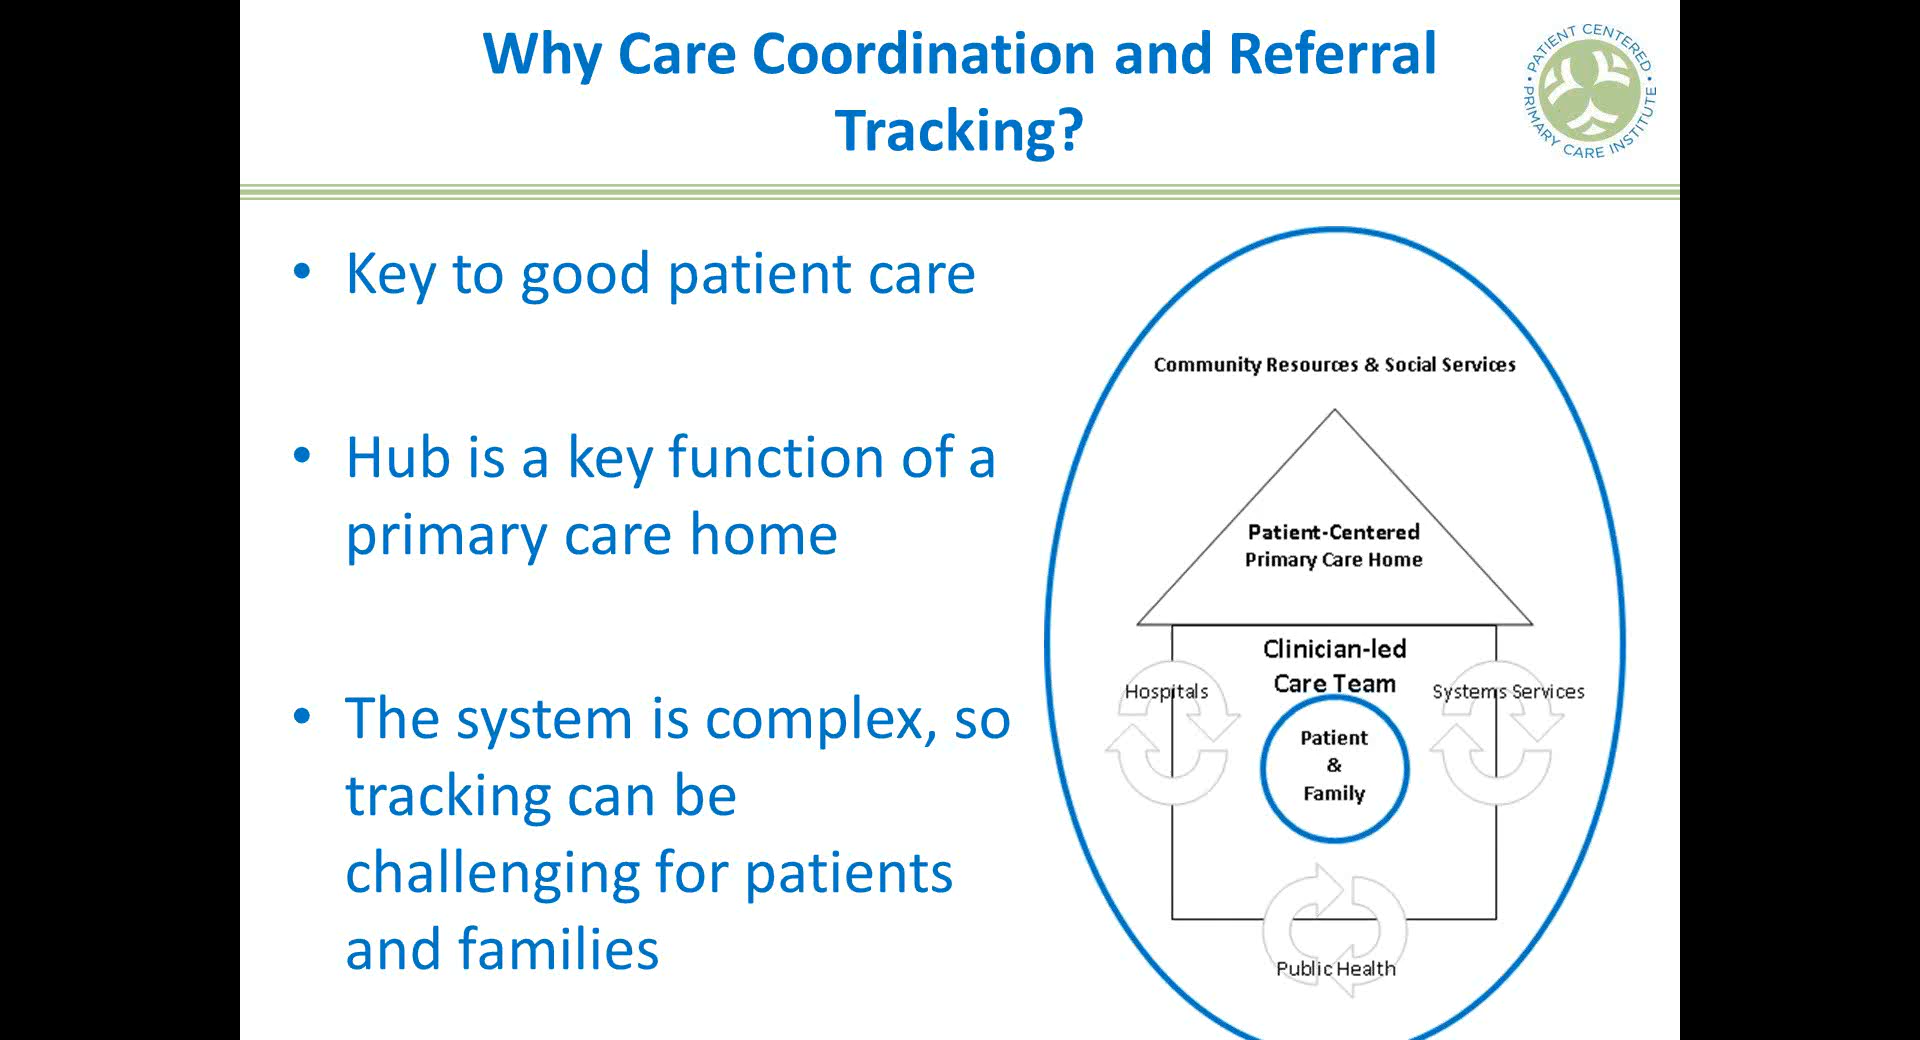 Why Care Coordination and Referral
Tracking?
PATIENT CENTERED
PRIMARY CARE INSTITUTE
• Key to good patient care
• Hub is a key function of a
primary care home
• The system is complex, so
tracking can be
challenging for patients
and families
Community Resources & Social Services
Patient-Centered
Primary Care Home
Clinician-led
Care Team
Hospitals
Systems Services
Patient
&
Family
Public Health